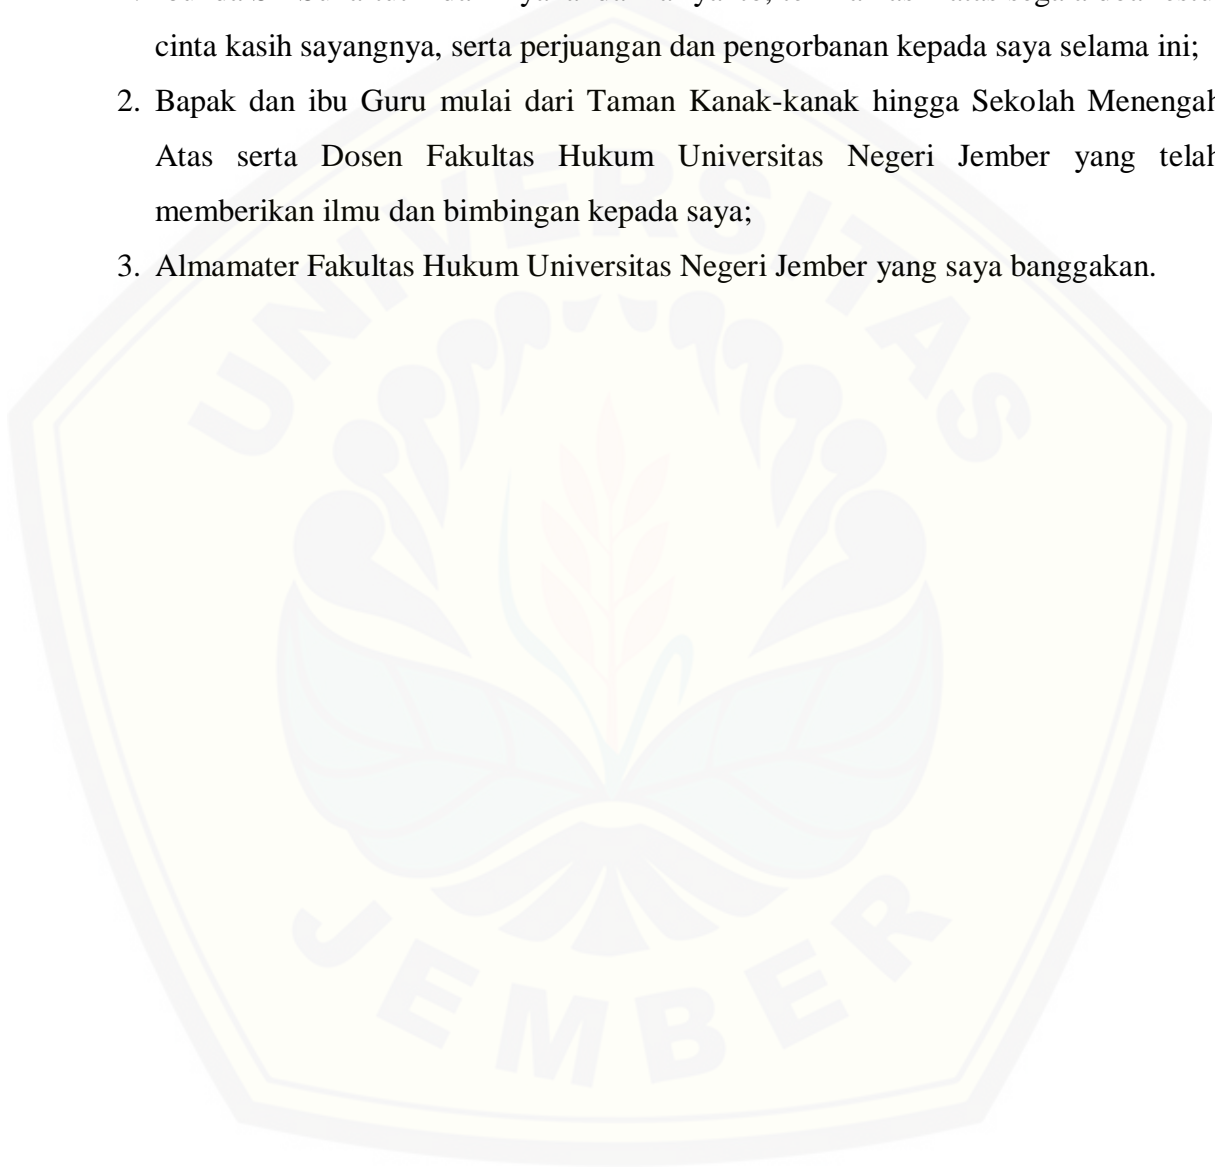 cinta kasih sayangnya, serta perjuangan dan pengorbanan kepada saya selama ini;
2. Bapak dan ibu Guru mulai dari Taman Kanak-kanak hingga Sekolah Menengah
Atas serta Dosen Fakultas Hukum Universitas Negeri Jember yang telah
memberikan ilmu dan bimbingan kepada saya;
3. Almamater Fakultas Hukum Universitas Negeri Jember yang saya banggakan.
UNIVERSITAS
JEMBER